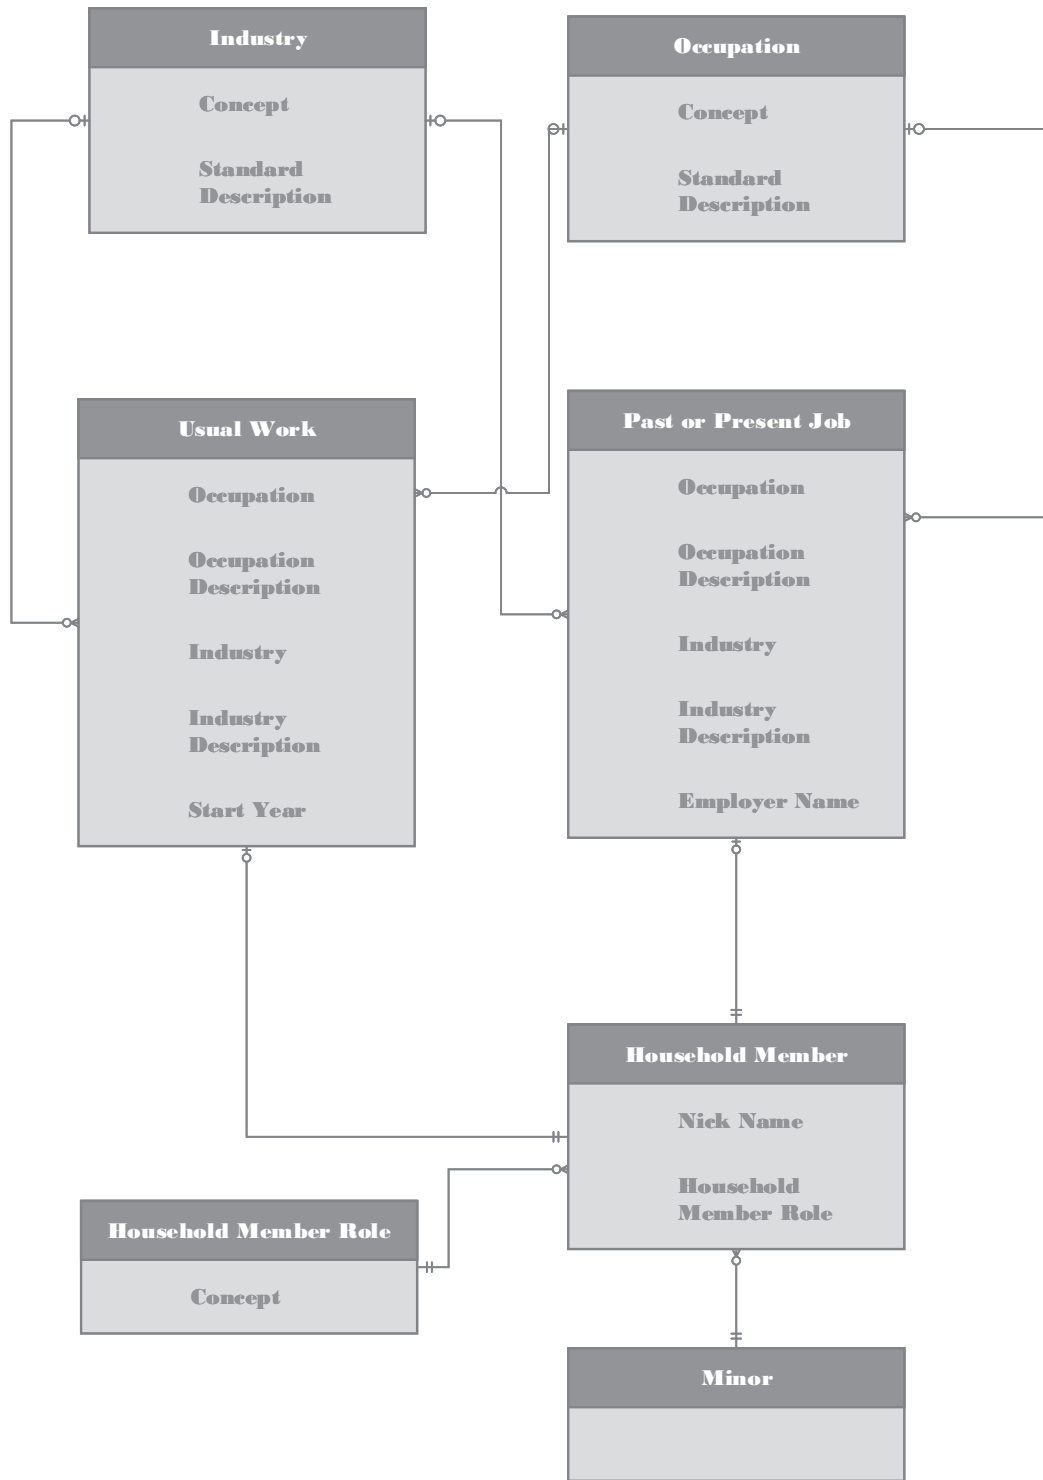 Industry
Concept
Standard
Description
Occupation
Concept
Standard
Description
Usual Work
Occupation
Occupation
Description
Industry
Industry
Description
Start Year
Past or Present Job
Occupation
Occupation
Description
Industry
Industry
Description
Employer Name
Household Member
Nick Name
Household
Member Role
Household Member Role
Concept
Minor